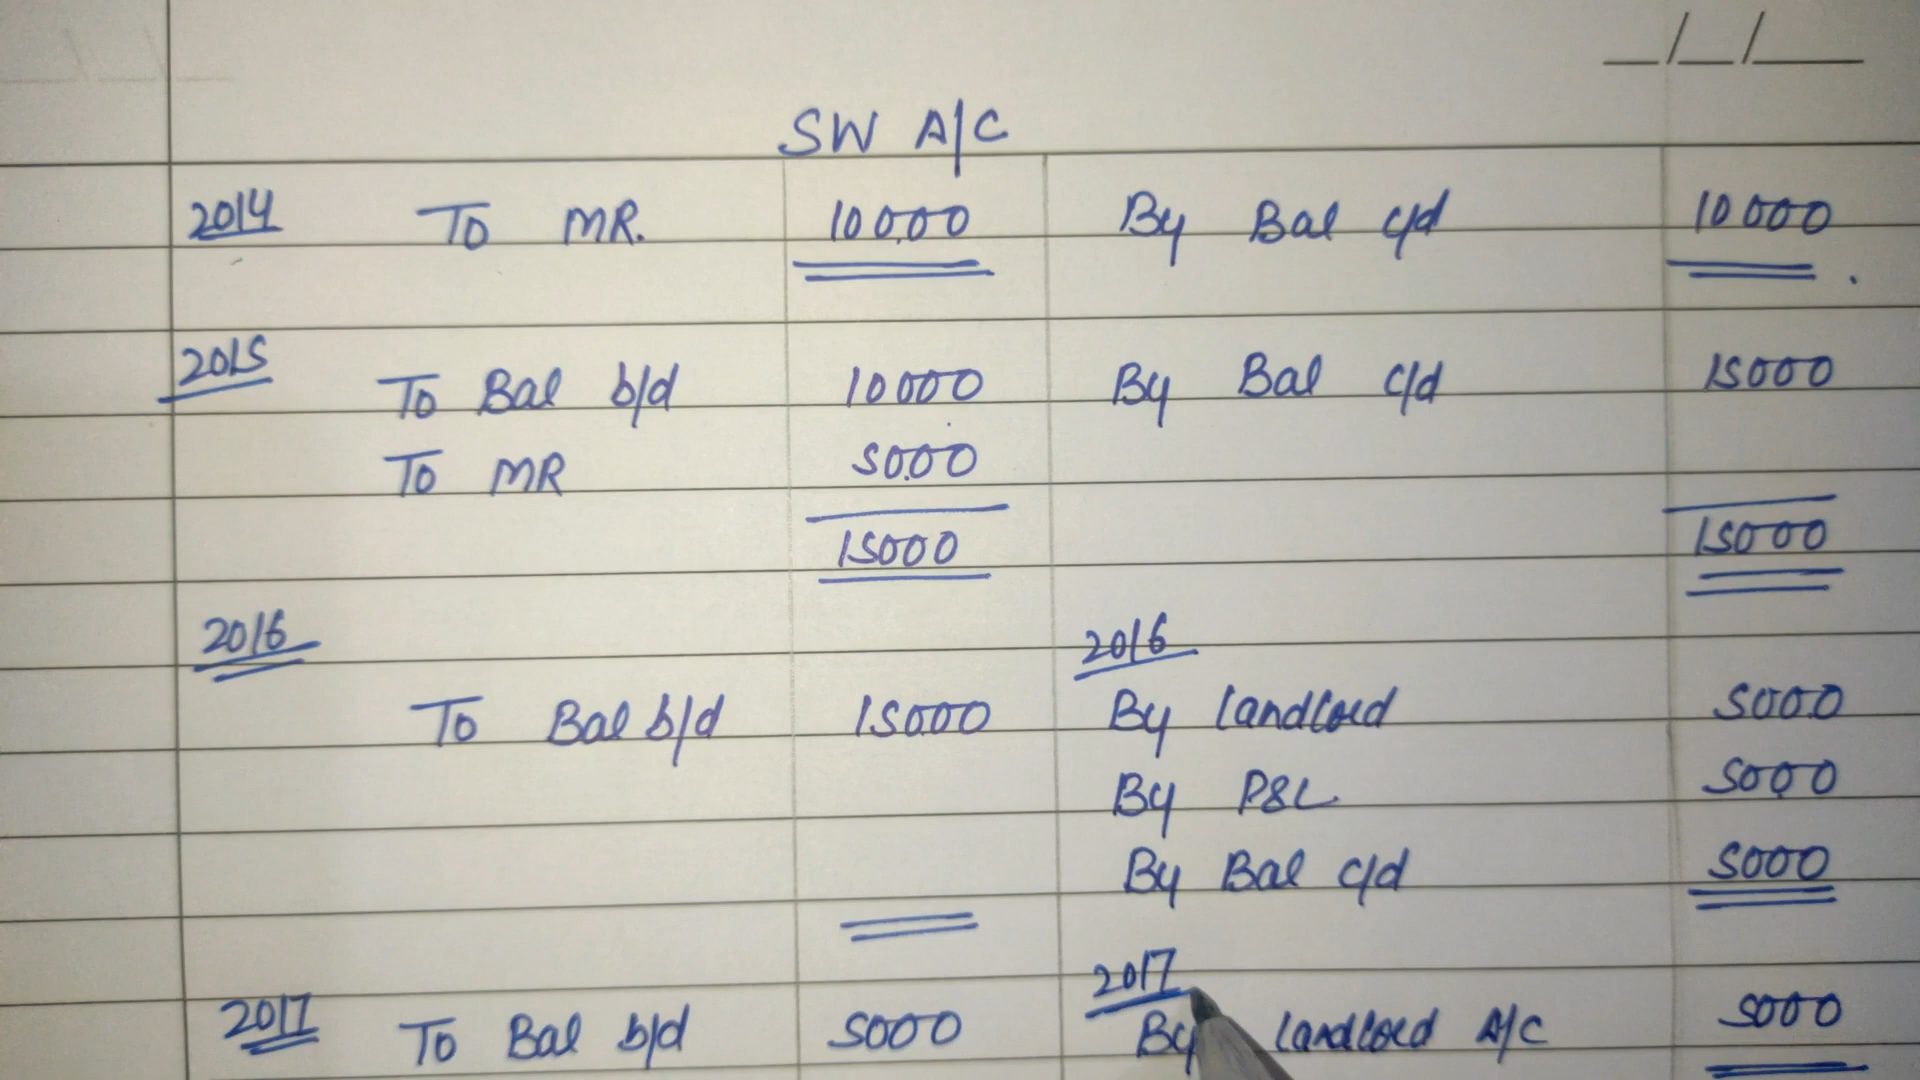 SW A/C
2014 To MR. 10000 By Bal c/d 10000
2015 To Bal b/d 10000 By Bal c/d 15000
To MR 5000
15000 15000
2016 2016
To Bal b/d 15000 By landlord 5000
By P&L 5000
By Bal c/d 5000
2017
2017 To Bal b/d 5000 By landlord A/C 5000